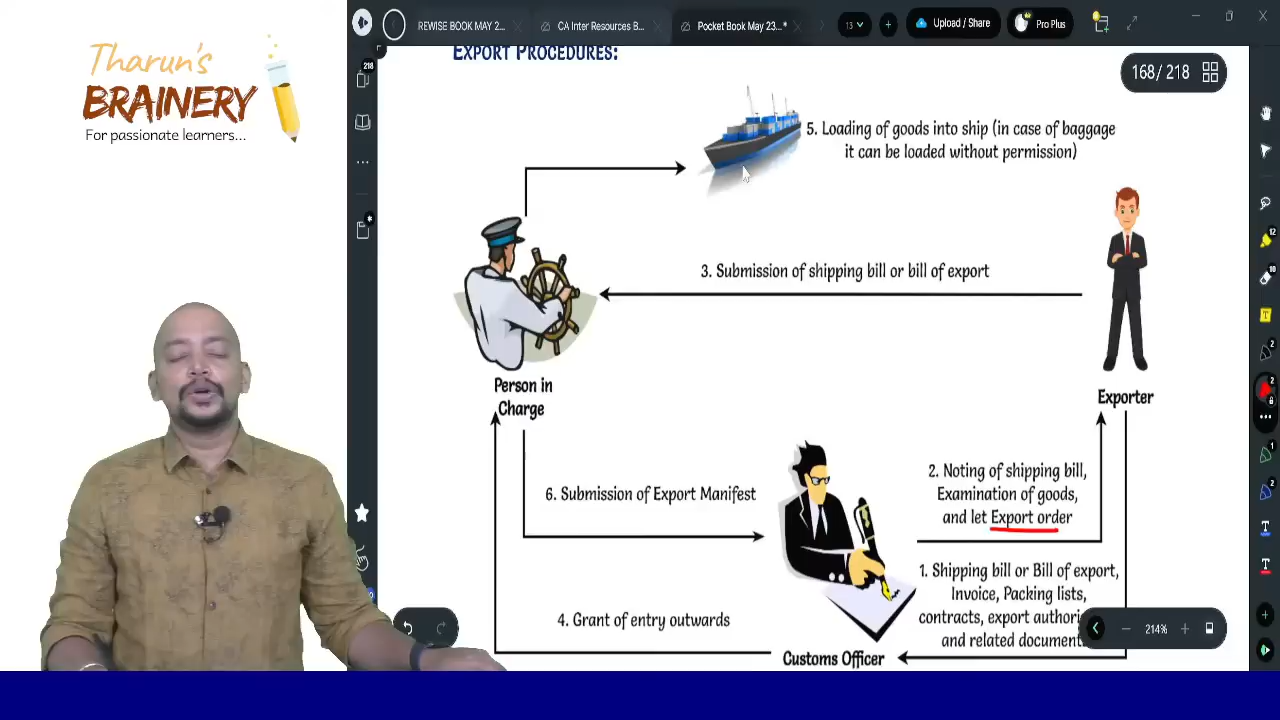 Tharun's
BRAINERY
For passionate learners...
REWISE BOOK MAY 2...
CA Inter Resources B...
Pocket Book May 23...*
13
Upload / Share
Pro Plus
218
168/ 218
EXPORT PROCEDURES:
5. Loading of goods into ship (in case of baggage
it can be loaded without permission)
3. Submission of shipping bill or bill of export
Person in
Charge
Exporter
6. Submission of Export Manifest
2. Noting of shipping bill,
Examination of goods,
and let Export order
1. Shipping bill or Bill of export,
Invoice, Packing lists,
contracts, export authori
and related document
4. Grant of entry outwards
Customs Officer
214%